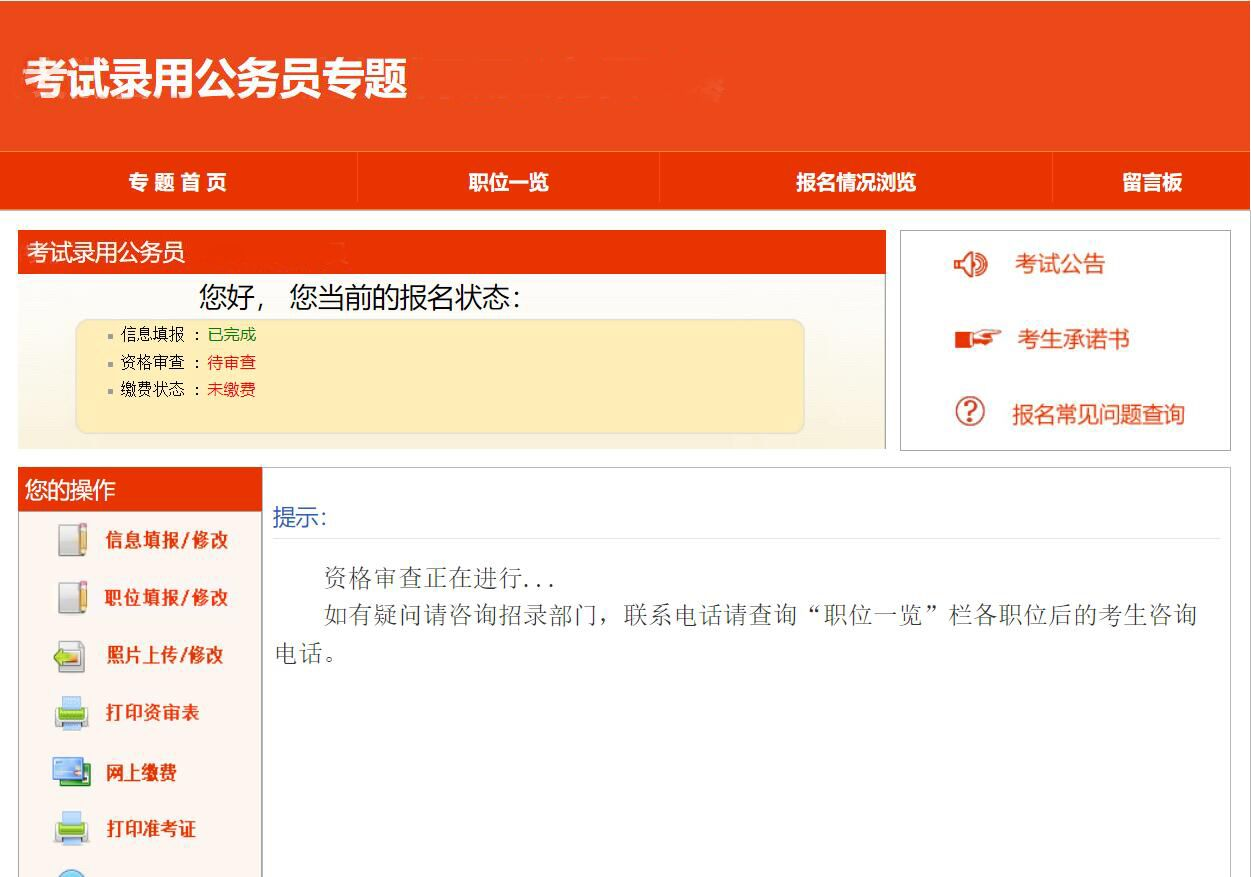 考试录用公务员专题
专题首页 职位一览 报名情况浏览 留言板
考试录用公务员
您好， 您当前的报名状态：
信息填报 ：已完成
资格审查 ：待审查
缴费状态 ：未缴费
考试公告
考生承诺书
报名常见问题查询
您的操作
信息填报/修改
职位填报/修改
照片上传/修改
打印资审表
网上缴费
打印准考证
提示：
资格审查正在进行...
如有疑问请咨询招录部门，联系电话请查询“职位一览”栏各职位后的考生咨询
电话。